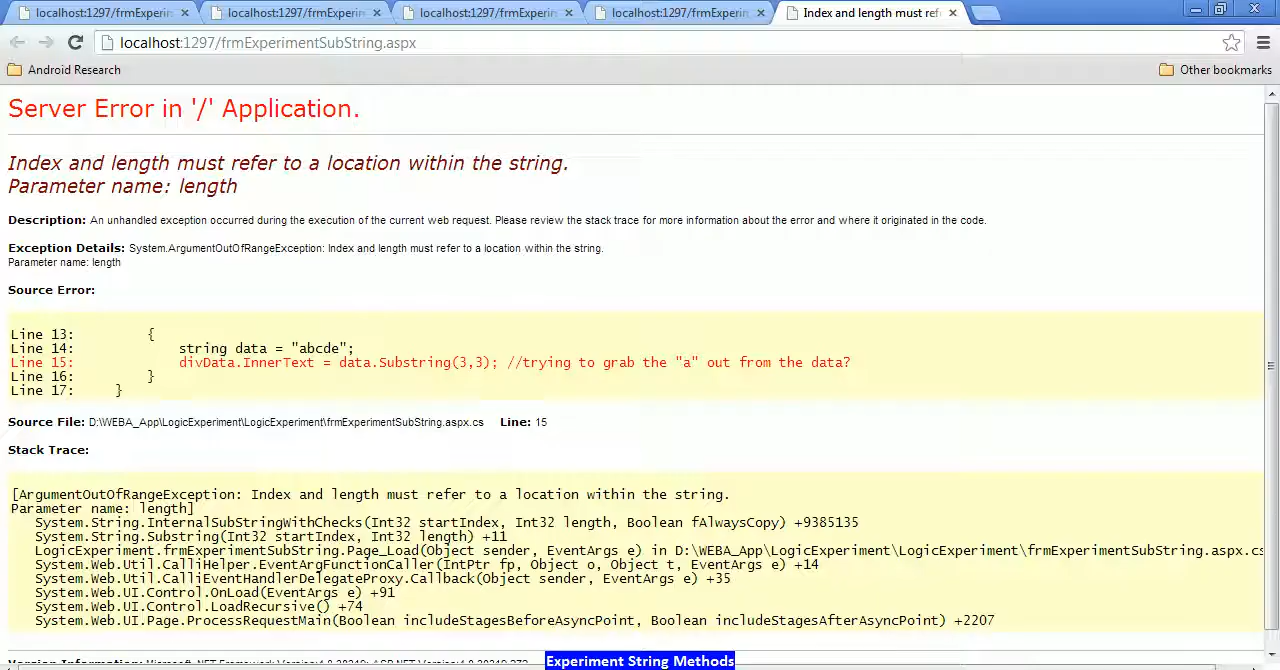 localhost:1297/frmExperim
localhost:1297/frmExperim
localhost:1297/frmExperim
localhost:1297/frmExperim
Index and length must ref
localhost:1297/frmExperimentSubString.aspx
Android Research
Other bookmarks
Server Error in '/' Application.
Index and length must refer to a location within the string.
Parameter name: length
Description: An unhandled exception occurred during the execution of the current web request. Please review the stack trace for more information about the error and where it originated in the code.
Exception Details: System.ArgumentOutOfRangeException: Index and length must refer to a location within the string.
Parameter name: length
Source Error:
Line 13:         {
Line 14:             string data = "abcde";
Line 15:             divData.InnerText = data.Substring(3,3); //trying to grab the "a" out from the data?
Line 16:         }
Line 17:     }
Source File: D:\WEBA_App\LogicExperiment\LogicExperiment\frmExperimentSubString.aspx.cs    Line: 15
Stack Trace:
[ArgumentOutOfRangeException: Index and length must refer to a location within the string.
Parameter name: length]
   System.String.InternalSubStringWithChecks(Int32 startIndex, Int32 length, Boolean fAlwaysCopy) +9385135
   System.String.Substring(Int32 startIndex, Int32 length) +11
   LogicExperiment.frmExperimentSubString.Page_Load(Object sender, EventArgs e) in D:\WEBA_App\LogicExperiment\LogicExperiment\frmExperimentSubString.aspx.cs
   System.Web.Util.CalliHelper.EventArgFunctionCaller(IntPtr fp, Object o, Object t, EventArgs e) +14
   System.Web.Util.CalliEventHandlerDelegateProxy.Callback(Object sender, EventArgs e) +35
   System.Web.UI.Control.OnLoad(EventArgs e) +91
   System.Web.UI.Control.LoadRecursive() +74
   System.Web.UI.Page.ProcessRequestMain(Boolean includeStagesBeforeAsyncPoint, Boolean includeStagesAfterAsyncPoint) +2207
Version Information: Microsoft .NET Framework Version:
Experiment String Methods